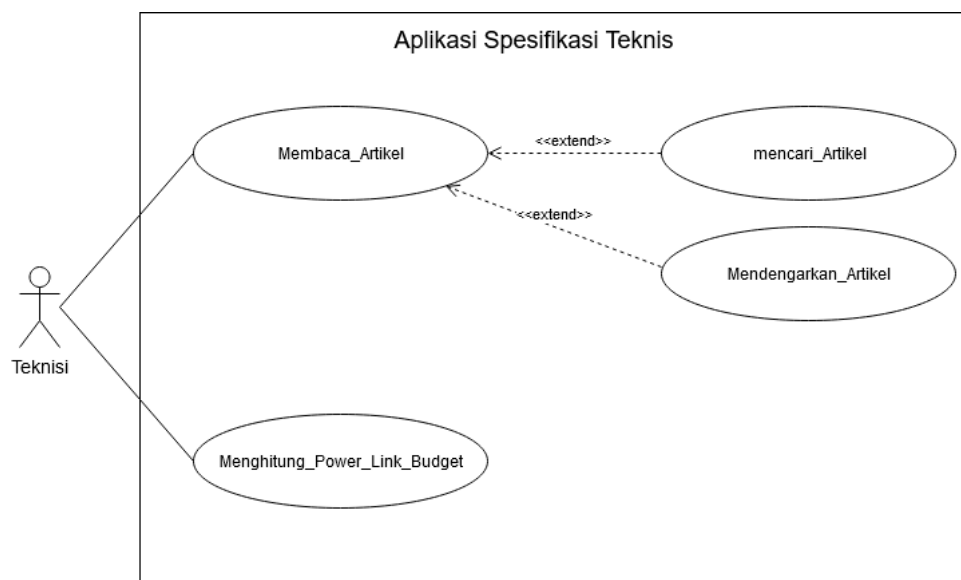 Aplikasi Spesifikasi Teknis
Membaca_Artikel
<<extend>>
mencari_Artikel
<<extend>>
Mendengarkan_Artikel
Teknisi
Menghitung_Power_Link_Budget